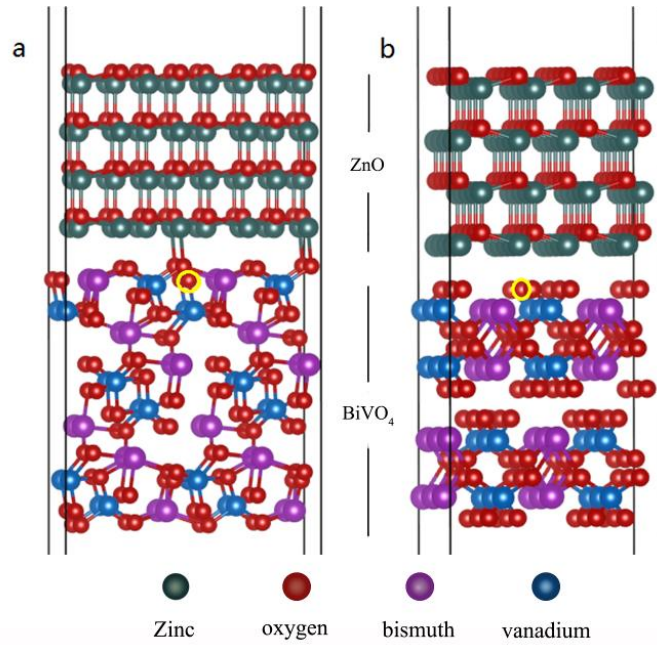 a
b
ZnO
BiVO₄
Zinc
oxygen
bismuth
vanadium